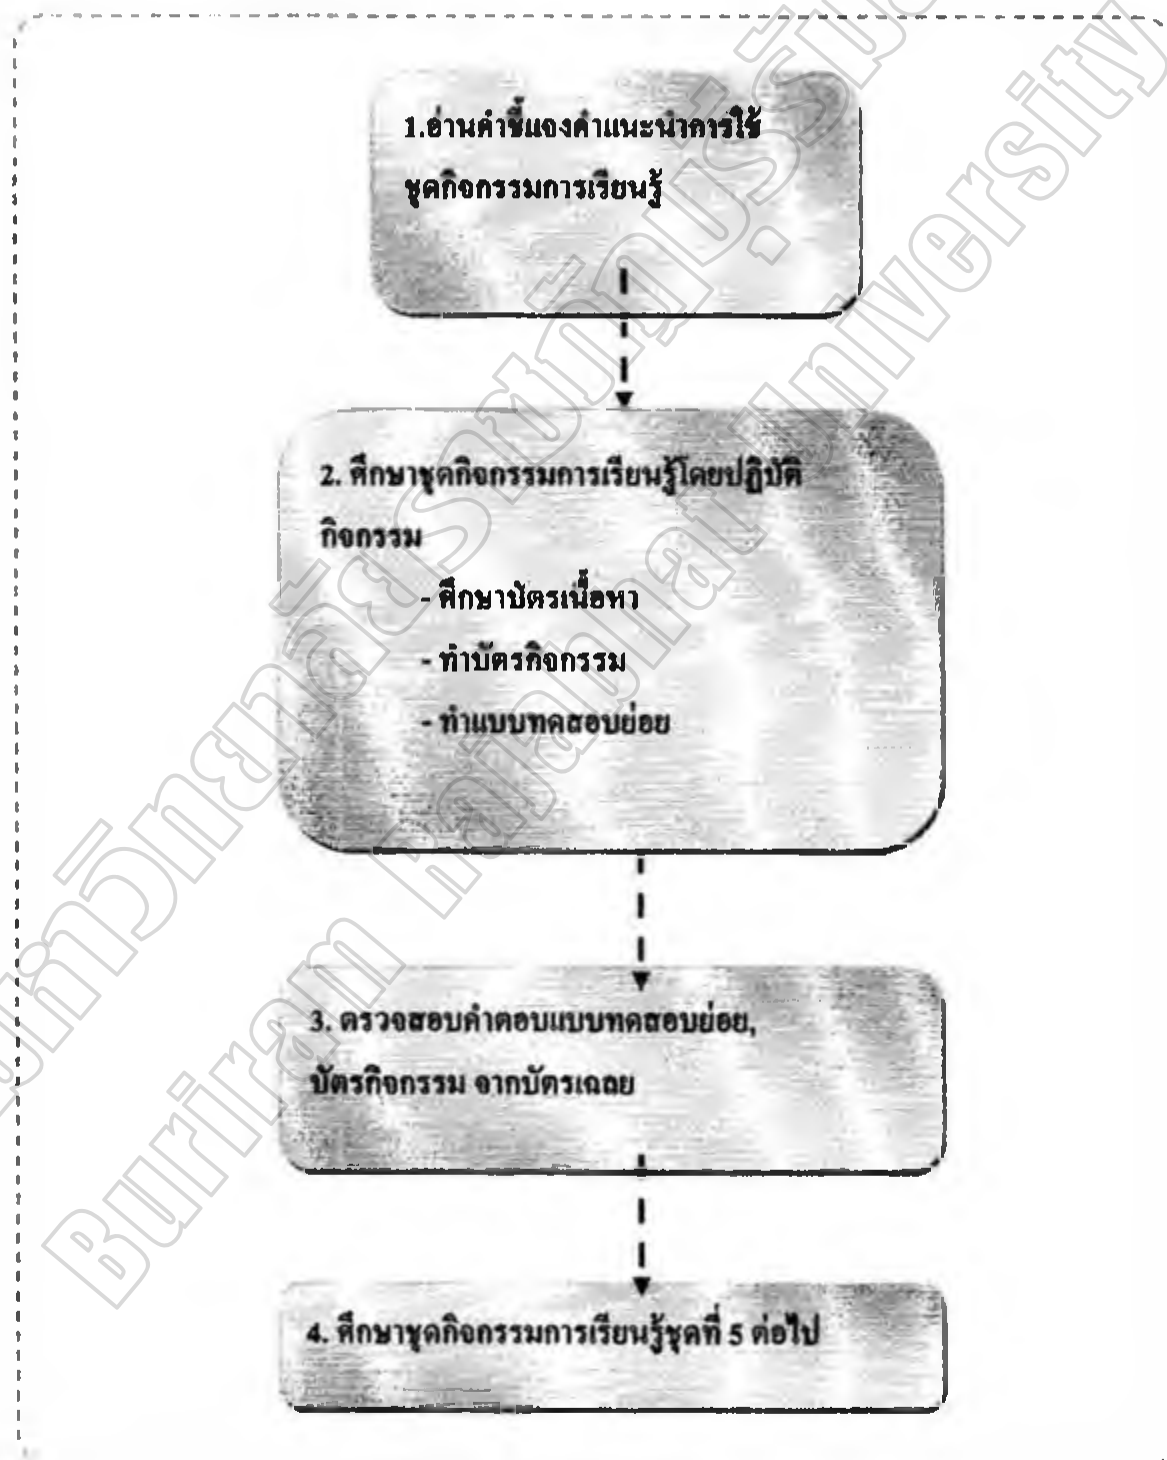 1.อ่านคำชี้แจงคำแนะนำการใช้
ชุดกิจกรรมการเรียนรู้
2. ศึกษาชุดกิจกรรมการเรียนรู้โดยปฏิบัติ
กิจกรรม
- ศึกษาบัตรเนื้อหา
- ทำบัตรกิจกรรม
- ทำแบบทดสอบย่อย
3. ตรวจสอบคำตอบแบบทดสอบย่อย,
บัตรกิจกรรม จากบัตรเฉลย
4. ศึกษาชุดกิจกรรมการเรียนรู้ชุดที่ 5 ต่อไป
Buriram Rajabhat University